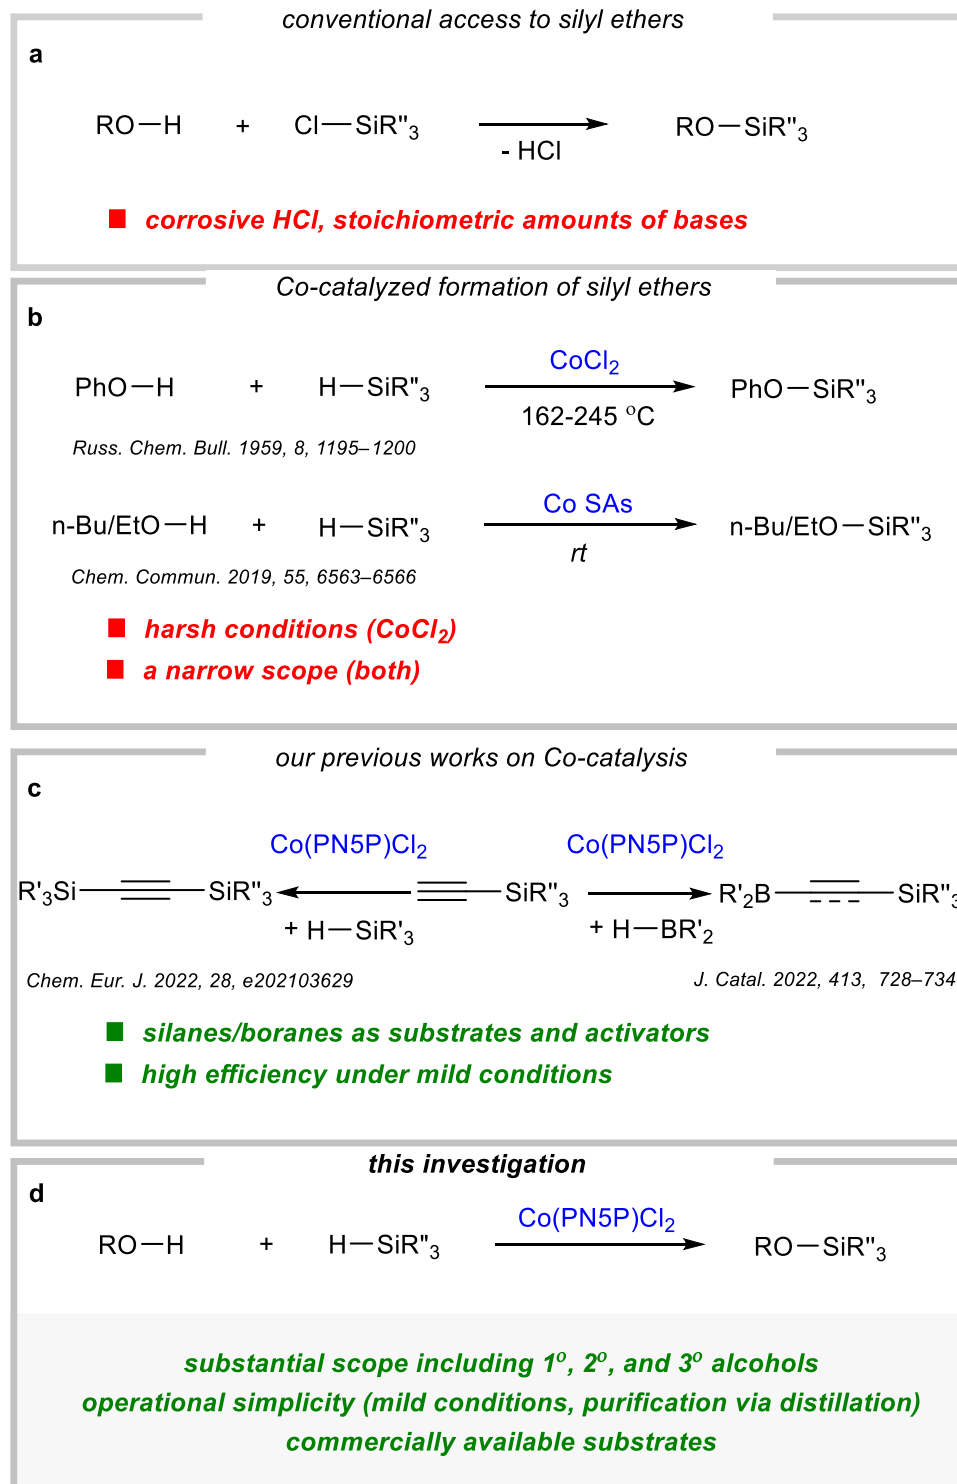 conventional access to silyl ethers
a
RO—H + Cl—SiR"₃ RO—SiR"₃
- HCl
corrosive HCl, stoichiometric amounts of bases
Co-catalyzed formation of silyl ethers
b
CoCl₂
PhO—H + H—SiR"₃ PhO—SiR"₃
162-245 ºC
Russ. Chem. Bull. 1959, 8, 1195–1200
Co SAs
n-Bu/EtO—H + H—SiR"₃ n-Bu/EtO—SiR"₃
rt
Chem. Commun. 2019, 55, 6563–6566
harsh conditions (CoCl₂)
a narrow scope (both)
our previous works on Co-catalysis
c
Co(PN5P)Cl₂ Co(PN5P)Cl₂
R'₃Si SiR"₃ SiR"₃ R'₂B SiR"₃
+ H—SiR'₃ + H—BR'₂
Chem. Eur. J. 2022, 28, e202103629 J. Catal. 2022, 413, 728–734
silanes/boranes as substrates and activators
high efficiency under mild conditions
this investigation
d
Co(PN5P)Cl₂
RO—H + H—SiR"₃ RO—SiR"₃
substantial scope including 1º, 2º, and 3º alcohols
operational simplicity (mild conditions, purification via distillation)
commercially available substrates